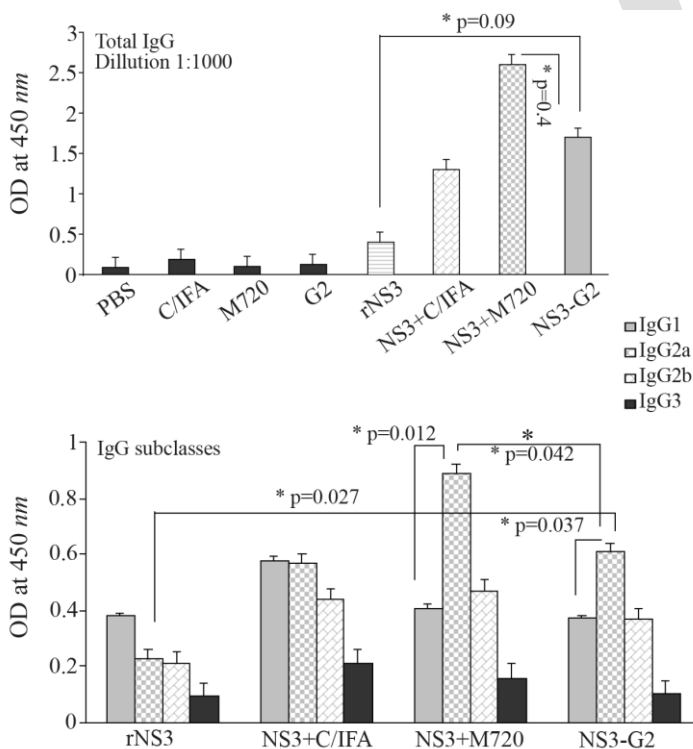 * p=0.09
3
Total IgG
Dillution 1:1000
2.5
* p=0.4
2
1.5
1
0.5
0
OD at 450 nm
PBS
C/IFA
M720
G2
rNS3
NS3+C/IFA
NS3+M720
NS3-G2
IgG1
IgG2a
IgG2b
IgG3
1
IgG subclasses
* p=0.012
*
* p=0.042
0.8
* p=0.027
* p=0.037
0.6
0.4
0.2
0
OD at 450 nm
rNS3
NS3+C/IFA
NS3+M720
NS3-G2